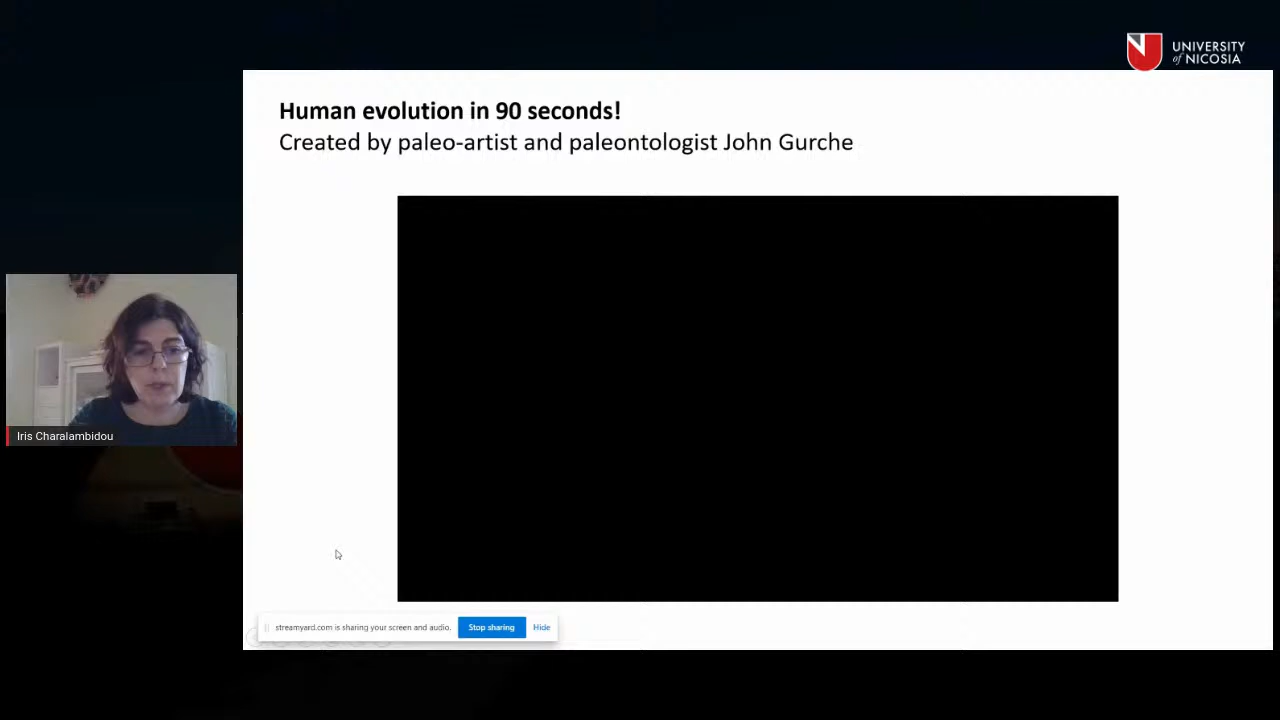 UNIVERSITY
of NICOSIA
Human evolution in 90 seconds!
Created by paleo-artist and paleontologist John Gurche
Iris Charalambidou
streamyard.com is sharing your screen and audio.
Stop sharing
Hide